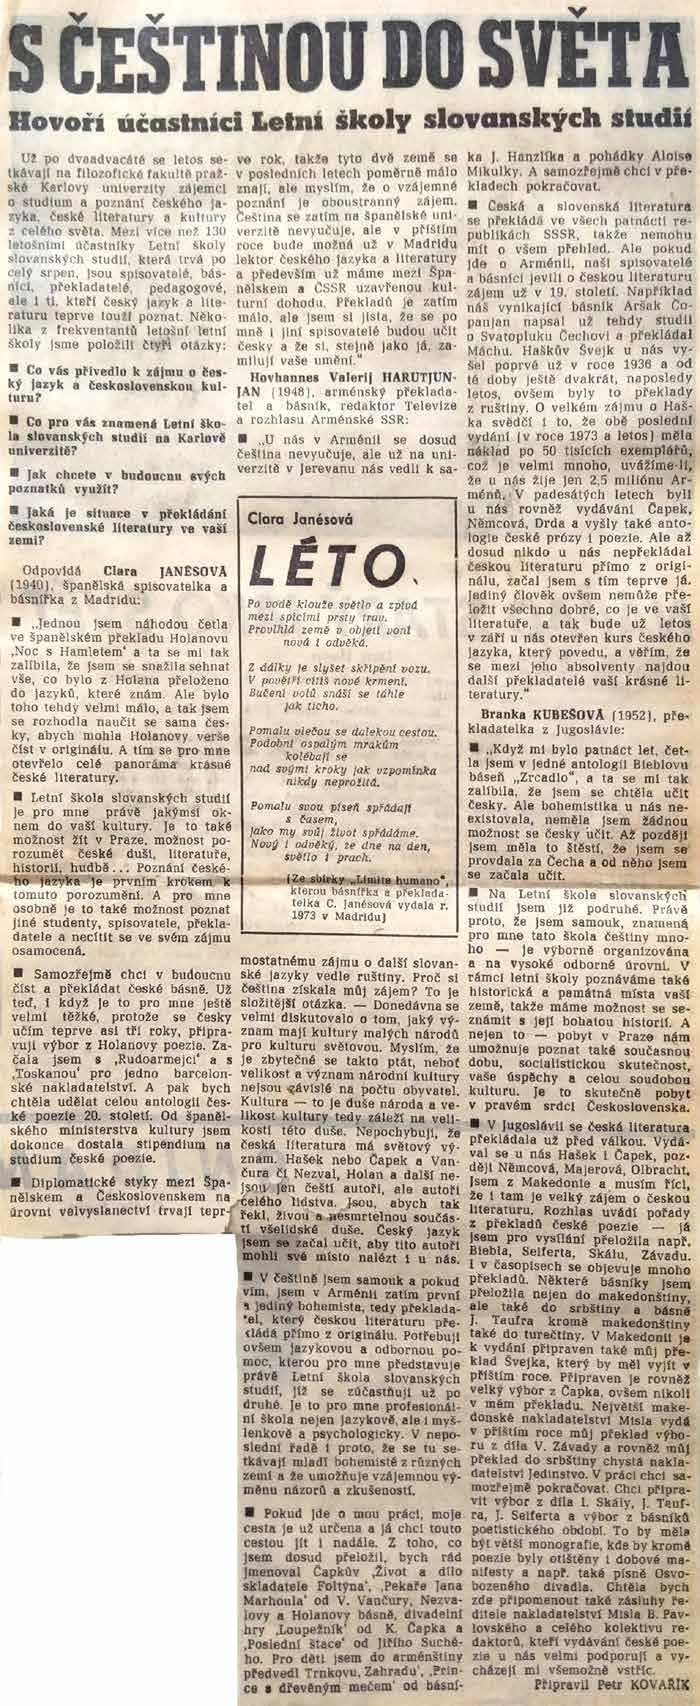 S ČEŠTINOU DO SVĚTA
Hovoří účastníci Letní školy slovanských studií
Už po dvaadvacáté se letos se-
tkávají na filozofické fakultě praž-
ské Karlovy univerzity zájemci
o studium a poznání českého ja-
zyka, české literatury a kultury
z celého světa. Mezi více než 130
letošními účastníky Letní školy
slovanských studií, která trvá po
celý srpen, jsou spisovatelé, bás-
níci, překladatelé, pedagogové,
ale i ti, kteří český jazyk a lite-
raturu teprve touží poznat. Něko-
lika z frekventantů letošní letní
školy jsme položili čtyři otázky:
■ Co vás přivedlo k zájmu o čes-
ký jazyk a československou kul-
turu?
■ Co pro vás znamená Letní ško-
la slovanských studií na Karlově
univerzitě?
■ Jak chcete v budoucnu svých
poznatků využít?
■ Jaká je situace v překládání
československé literatury ve vaší
zemi?
Odpovídá Clara JANÉSOVÁ
(1940), španělská spisovatelka a
básnířka z Madridu:
■ „Jednou jsem náhodou četla
ve španělském překladu Holanovu
‚Noc s Hamletem‘ a ta se mi tak
zalíbila, že jsem se snažila sehnat
vše, co bylo z Holana přeloženo
do jazyků, které znám. Ale bylo
toho tehdy velmi málo, a tak jsem
se rozhodla naučit se sama čes-
ky, abych mohla Holanovy verše
číst v originálu. A tím se pro mne
otevřelo celé panoráma krásné
české literatury.
■ Letní škola slovanských studií
je pro mne právě jakýmsi ok-
nem do vaší kultury. Je to také
možnost žít v Praze, možnost po-
rozumět české duši, literatuře,
historii, hudbě... Poznání české-
ho jazyka je prvním krokem k
tomuto porozumění. A pro mne
osobně je to také možnost poznat
jiné studenty, spisovatele, překla-
datele a necítit se ve svém zájmu
osamocená.
■ Samozřejmě chci v budoucnu
číst a překládat české básně. Už
teď, i když je to pro mne ještě
velmi těžké, protože se česky
učím teprve asi tři roky, připra-
vuji výbor z Holanovy poezie. Za-
čala jsem s ‚Rudoarmejci‘ a s
‚Toskanou‘ pro jedno barcelon-
ské nakladatelství. A pak bych
chtěla udělat celou antologii čes-
ké poezie 20. století. Od španěl-
ského ministerstva kultury jsem
dokonce dostala stipendium na
studium české poezie.
■ Diplomatické styky mezi Špa-
nělskem a Československem na
úrovni velvyslanectví trvají tepr-
ve rok, takže tyto dvě země se
v posledních letech poměrně málo
znají, ale myslím, že o vzájemné
poznání je oboustranný zájem.
Čeština se zatím na španělské uni-
verzitě nevyučuje, ale v příštím
roce bude možná už v Madridu
lektor českého jazyka a literatury
a především už máme mezi Špa-
nělskem a ČSSR uzavřenou kul-
turní dohodu. Překladů je zatím
málo, ale jsem si jista, že se po
mně i jiní spisovatelé budou učit
česky a že si, stejně jako já, za-
milují vaše umění.“
Hovhannes Valerij HARUTJUN-
JAN (1948), arménský překlada-
tel a básník, redaktor Televize
a rozhlasu Arménské SSR:
■ „U nás v Arménii se dosud
čeština nevyučuje, ale už na uni-
verzitě v Jerevanu nás vedli k sa-
Clara Janésová
LÉTO
Po vodě klouže světlo a zpívá
mezi spícími prsty trav.
Provlhlá země v objetí voní
nová i odvěká.
Z dálky je slyšet skřípění vozu.
V povětří cítíš nové krmení.
Bučení volů snáší se táhle
jak ticho.
Pomalu vlečou se dalekou cestou.
Podobni ospalým mrakům
kolébají se
nad svými kroky jak vzpomínka
nikdy neprožitá.
Pomalu svou píseň spřádají
s časem,
jako my svůj život spřádáme.
Nový i odvěký, ze dne na den,
světlo i prach.
(Ze sbírky „Límite humano“,
kterou básnířka a překlada-
telka C. Janésová vydala r.
1973 v Madridu)
mostatnému zájmu o další slovan-
ské jazyky vedle ruštiny. Proč si
čeština získala můj zájem? To je
složitější otázka. — Donedávna se
velmi diskutovalo o tom, jaký vý-
znam mají kultury malých národů
pro kulturu světovou. Myslím, že
je zbytečné se takto ptát, neboť
velikost a význam národní kultury
nejsou závislé na počtu obyvatel.
Kultura — to je duše národa a ve-
likost kultury tedy záleží na veli-
kosti této duše. Nepochybuji, že
česká literatura má světový vý-
znam. Hašek nebo Čapek a Van-
čura či Nezval, Holan a další ne-
jsou jen čeští autoři, ale autoři
celého lidstva. Jsou, abych tak
řekl, živou a nesmrtelnou součás-
tí všelidské duše. Český jazyk
jsem se začal učit, aby tito autoři
mohli své místo nalézt i u nás.
■ V češtině jsem samouk a pokud
vím, jsem v Arménii zatím první
a jediný bohemista, tedy překlada-
tel, který českou literaturu pře-
kládá přímo z originálu. Potřebuji
ovšem jazykovou a odbornou po-
moc, kterou pro mne představuje
právě Letní škola slovanských
studií, jíž se zúčastňuji už po
druhé. Je to pro mne profesionál-
ní škola nejen jazykově, ale i myš-
lenkově a psychologicky. V nepo-
slední řadě i proto, že se tu se-
tkávají mladí bohemisté z různých
zemí a že umožňuje vzájemnou vý-
měnu názorů a zkušeností.
■ Pokud jde o mou práci, moje
cesta je už určena a já chci touto
cestou jít i nadále. Z toho, co
jsem dosud přeložil, bych rád
jmenoval Čapkův ‚Život a dílo
skladatele Foltýna‘, ‚Pekaře Jana
Marhoula‘ od V. Vančury, Nezva-
lovy a Holanovy básně, divadelní
hry ‚Loupežník‘ od K. Čapka a
‚Poslední štace‘ od Jiřího Suché-
ho. Pro děti jsem do arménštiny
předvedl Trnkovu ‚Zahradu‘, ‚Prin-
ce s dřevěným mečem‘ od básní-
ka J. Hanzlíka a pohádky Aloise
Mikulky. A samozřejmě chci v pře-
kladech pokračovat.
■ Česká a slovenská literatura
se překládá ve všech patnácti re-
publikách SSSR, takže nemohu
mít o všem přehled. Ale pokud
jde o Arménii, naši spisovatelé
a básníci jevili o českou literaturu
zájem už v 19. století. Například
náš vynikající básník Aršak Čo-
panjan napsal už tehdy studii
o Svatopluku Čechovi a překládal
Máchu. Haškův Švejk u nás vy-
šel poprvé už v roce 1936 a od
té doby ještě dvakrát, naposledy
letos, ovšem byly to překlady
z ruštiny. O velkém zájmu o Haš-
ka svědčí i to, že obě poslední
vydání (v roce 1973 a letos) měla
náklad po 50 tisících exemplářů,
což je velmi mnoho, uvážíme-li,
že u nás žije jen 2,5 miliónu Ar-
ménů. V padesátých letech byli
u nás rovněž vydáváni Čapek,
Němcová, Drda a vyšly také anto-
logie české prózy i poezie. Ale až
dosud nikdo u nás nepřekládal
českou literaturu přímo z origi-
nálu, začal jsem s tím teprve já.
Jediný člověk ovšem nemůže pře-
ložit všechno dobré, co je ve vaší
literatuře, a tak bude už letos
v září u nás otevřen kurs českého
jazyka, který povedu, a věřím, že
se mezi jeho absolventy najdou
další překladatelé vaší krásné li-
teratury.“
Branka KUBEŠOVÁ (1952), pře-
kladatelka z Jugoslávie:
■ „Když mi bylo patnáct let, čet-
la jsem v jedné antologii Bieblovu
báseň „Zrcadlo“, a ta se mi tak
zalíbila, že jsem se chtěla učit
česky. Ale bohemistika u nás ne-
existovala, neměla jsem žádnou
možnost se česky učit. Až později
jsem měla to štěstí, že jsem se
provdala za Čecha a od něho jsem
se začala učit.
■ Na Letní škole slovanských
studií jsem již podruhé. Právě
proto, že jsem samouk, znamená
pro mne tato škola češtiny mno-
ho — je výborně organizována
a na vysoké odborné úrovni. V
rámci letní školy poznáváme také
historická a památná místa vaší
země, takže máme možnost se se-
známit s její bohatou historií. A
nejen to — pobyt v Praze nám
umožňuje poznat také současnou
dobu, socialistickou skutečnost,
vaše úspěchy a celou soudobou
kulturu. Je to skutečně pobyt
v pravém srdci Československa.
■ V Jugoslávii se česká literatura
překládala už před válkou. Vydá-
val se u nás Hašek i Čapek, poz-
ději Němcová, Majerová, Olbracht.
Jsem z Makedonie a musím říci,
že i tam je velký zájem o českou
literaturu. Rozhlas uvádí pořady
z překladů české poezie — já
jsem pro vysílání přeložila např.
Biebla, Seiferta, Skálu, Závadu.
I v časopisech se objevuje mnoho
překladů. Některé básníky jsem
přeložila nejen do makedonštiny,
ale také do srbštiny a básně
J. Taufra kromě makedonštiny
také do turečtiny. V Makedonii je
k vydání připraven také můj pře-
klad Švejka, který by měl vyjít v
příštím roce. Připraven je rovněž
velký výbor z Čapka, ovšem nikoli
v mém překladu. Největší make-
donské nakladatelství Misla vydá
v příštím roce můj překlad výbo-
ru z díla V. Závady a rovněž můj
překlad do srbštiny chystá nakla-
datelství Jedinstvo. V práci chci sa-
mozřejmě pokračovat. Chci připra-
vit výbor z díla I. Skály, J. Tauf-
ra, J. Seiferta a výbor z básníků
poetistického období. To by měla
být větší monografie, kde by kromě
poezie byly otištěny i dobové ma-
nifesty a např. také písně Osvo-
bozeného divadla. Chtěla bych
zde připomenout také zásluhy ře-
ditele nakladatelství Misla B. Pav-
lovského a celého kolektivu re-
daktorů, kteří vydávání české poe-
zie u nás velmi podporují a vy-
cházejí mi všemožně vstříc.
Připravil Petr KOVAŘÍK